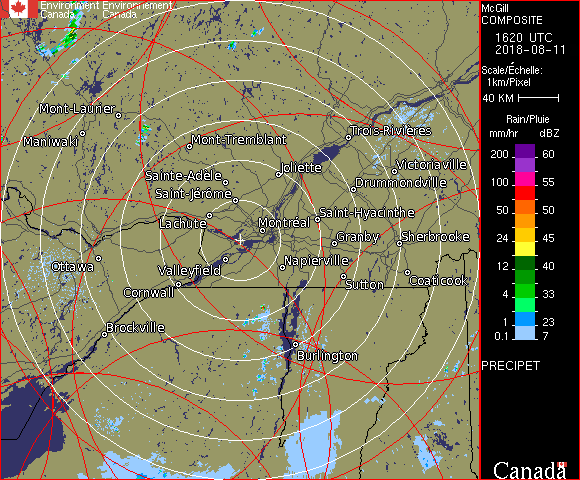 Environment Environnement
Canada Canada
McGill
COMPOSITE
1620 UTC
2018-08-11
Scale/Échelle:
1km/Pixel
40 KM
Rain/Pluie
mm/hr dBZ
200 60
100 55
50 50
24 45
12 40
4 33
1 23
0.1 7
PRECIPET
Canada
Mont-Laurier
Maniwaki
Mont-Tremblant
Trois-Rivières
Joliette
Victoriaville
Sainte-Adèle
Saint-Jérôme
Drummondville
Lachute
Montréal
Saint-Hyacinthe
Granby
Sherbrooke
Ottawa
Valleyfield
Napierville
Cornwall
Sutton
Coaticook
Brockville
Burlington